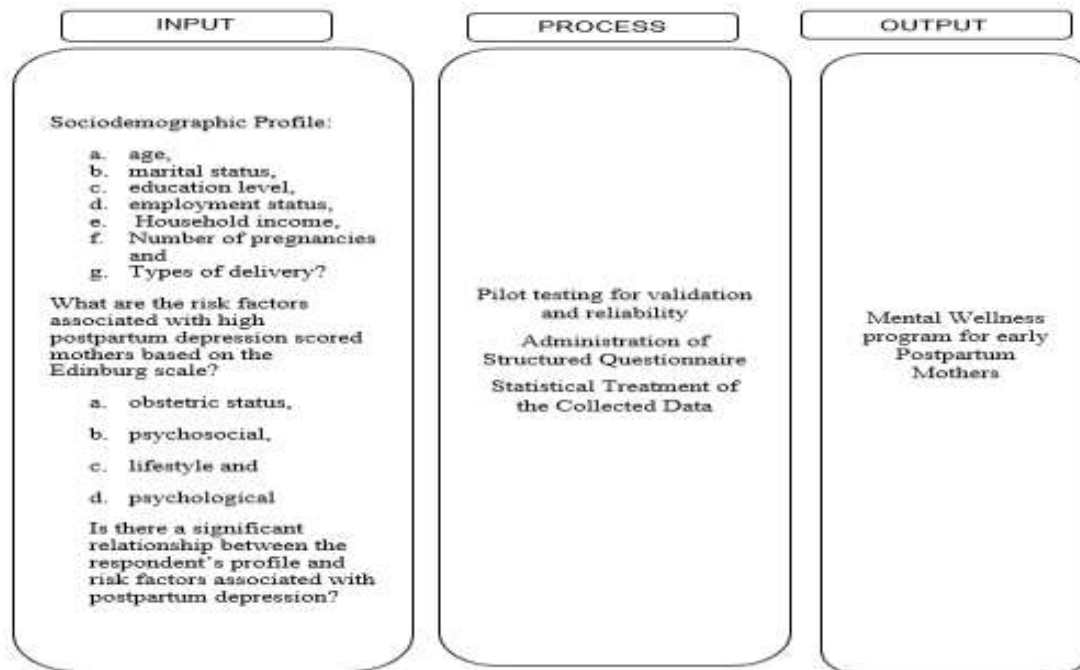 INPUT
Sociodemographic Profile:
a. age,
b. marital status,
c. education level,
d. employment status,
e. Household income,
f. Number of pregnancies
and
g. Types of delivery?
What are the risk factors
associated with high
postpartum depression scored
mothers based on the
Edinburg scale?
a. obstetric status,
b. psychosocial,
c. lifestyle and
d. psychological
Is there a significant
relationship between the
respondent's profile and
risk factors associated with
postpartum depression?
PROCESS
Pilot testing for validation
and reliability
Administration of
Structured Questionnaire
Statistical Treatment of
the Collected Data
OUTPUT
Mental Wellness
program for early
Postpartum
Mothers